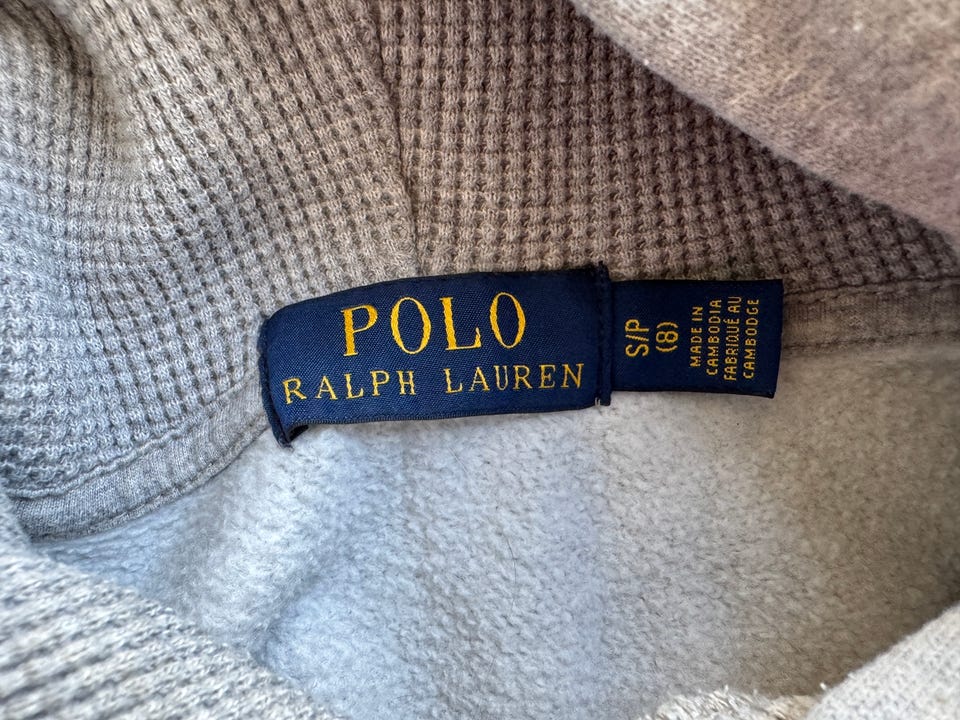 POLO
RALPH LAUREN
S/P
(8)
MADE IN
CAMBODIA
FABRIQUÉ AU
CAMBODGE